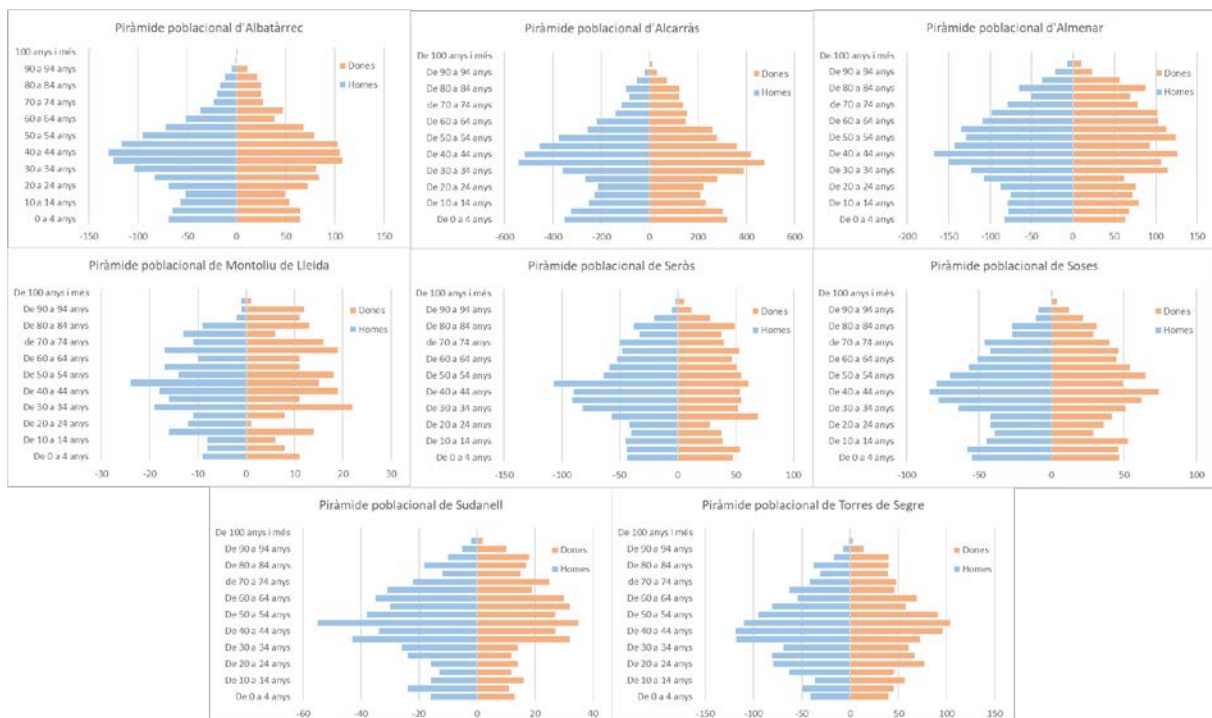 Piràmide poblacional d'Albatàrrec
100 anys i més
90 a 94 anys
80 a 84 anys
70 a 74 anys
60 a 64 anys
50 a 54 anys
40 a 44 anys
30 a 34 anys
20 a 24 anys
10 a 14 anys
0 a 4 anys
Dones
Homes
-150 -100 -50 0 50 100 150
Piràmide poblacional d'Alcarràs
De 100 anys i més
De 90 a 94 anys
De 80 a 84 anys
de 70 a 74 anys
De 60 a 64 anys
De 50 a 54 anys
De 40 a 44 anys
De 30 a 34 anys
De 20 a 24 anys
De 10 a 14 anys
De 0 a 4 anys
Dones
Homes
-600 -400 -200 0 200 400 600
Piràmide poblacional d'Almenar
De 100 anys i més
De 90 a 94 anys
De 80 a 84 anys
de 70 a 74 anys
De 60 a 64 anys
De 50 a 54 anys
De 40 a 44 anys
De 30 a 34 anys
De 20 a 24 anys
De 10 a 14 anys
De 0 a 4 anys
Dones
Homes
-200 -150 -100 -50 0 50 100 150
Piràmide poblacional de Montoliu de Lleida
De 100 anys i més
De 90 a 94 anys
De 80 a 84 anys
de 70 a 74 anys
De 60 a 64 anys
De 50 a 54 anys
De 40 a 44 anys
De 30 a 34 anys
De 20 a 24 anys
De 10 a 14 anys
De 0 a 4 anys
Dones
Homes
-30 -20 -10 0 10 20 30
Piràmide poblacional de Seròs
De 100 anys i més
De 90 a 94 anys
De 80 a 84 anys
de 70 a 74 anys
De 60 a 64 anys
De 50 a 54 anys
De 40 a 44 anys
De 30 a 34 anys
De 20 a 24 anys
De 10 a 14 anys
De 0 a 4 anys
Dones
Homes
-150 -100 -50 0 50 100
Piràmide poblacional de Soses
De 100 anys i més
De 90 a 94 anys
De 80 a 84 anys
de 70 a 74 anys
De 60 a 64 anys
De 50 a 54 anys
De 40 a 44 anys
De 30 a 34 anys
De 20 a 24 anys
De 10 a 14 anys
De 0 a 4 anys
Dones
Homes
-100 -50 0 50 100
Piràmide poblacional de Sudanell
De 100 anys i més
De 90 a 94 anys
De 80 a 84 anys
de 70 a 74 anys
De 60 a 64 anys
De 50 a 54 anys
De 40 a 44 anys
De 30 a 34 anys
De 20 a 24 anys
De 10 a 14 anys
De 0 a 4 anys
Dones
Homes
-60 -40 -20 0 20 40
Piràmide poblacional de Torres de Segre
De 100 anys i més
De 90 a 94 anys
De 80 a 84 anys
de 70 a 74 anys
De 60 a 64 anys
De 50 a 54 anys
De 40 a 44 anys
De 30 a 34 anys
De 20 a 24 anys
De 10 a 14 anys
De 0 a 4 anys
Dones
Homes
-150 -100 -50 0 50 100 150